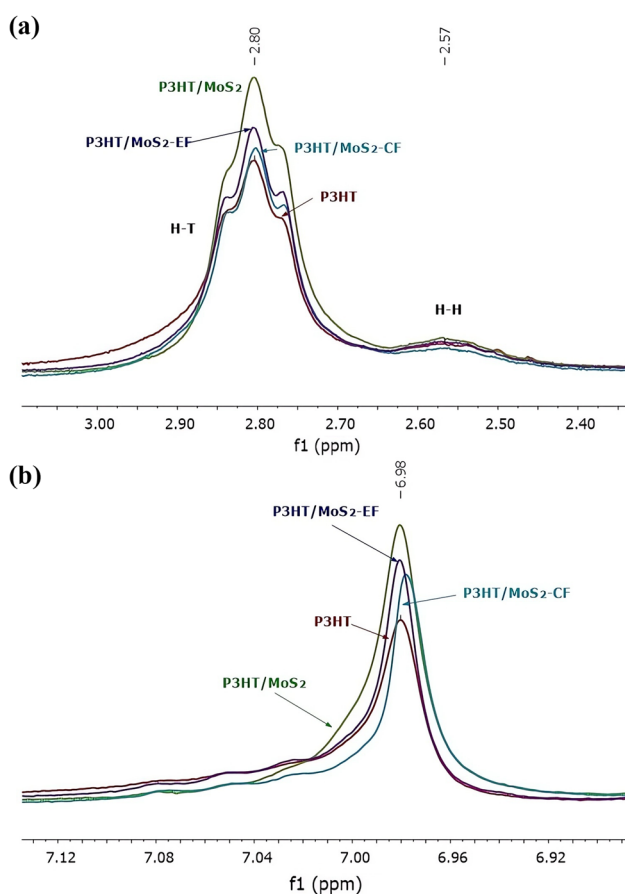 (a)
2.80
2.57
P3HT/MoS2
P3HT/MoS2-EF
P3HT/MoS2-CF
P3HT
H-T
H-H
3.00 2.90 2.80 2.70 2.60 2.50 2.40
f1 (ppm)
(b)
6.98
P3HT/MoS2-EF
P3HT/MoS2-CF
P3HT
P3HT/MoS2
7.12 7.08 7.04 7.00 6.96 6.92
f1 (ppm)